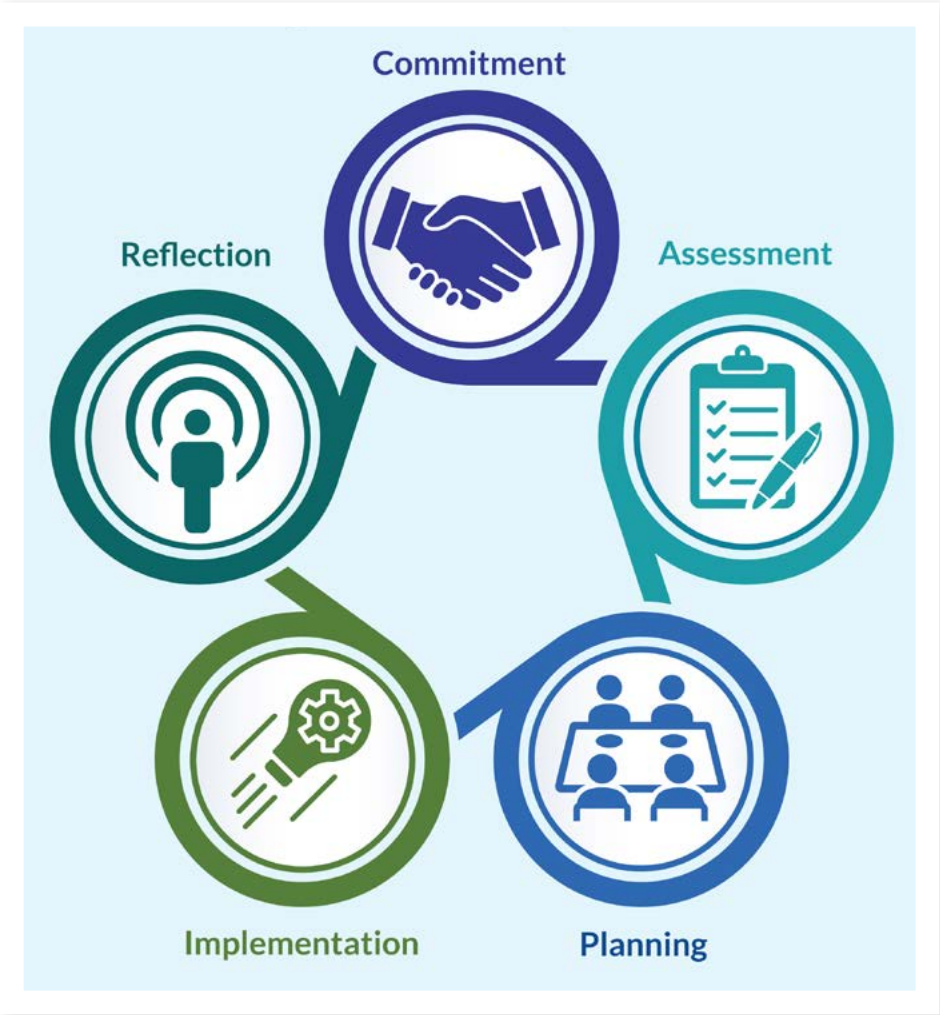 Commitment
Assessment
Planning
Implementation
Reflection